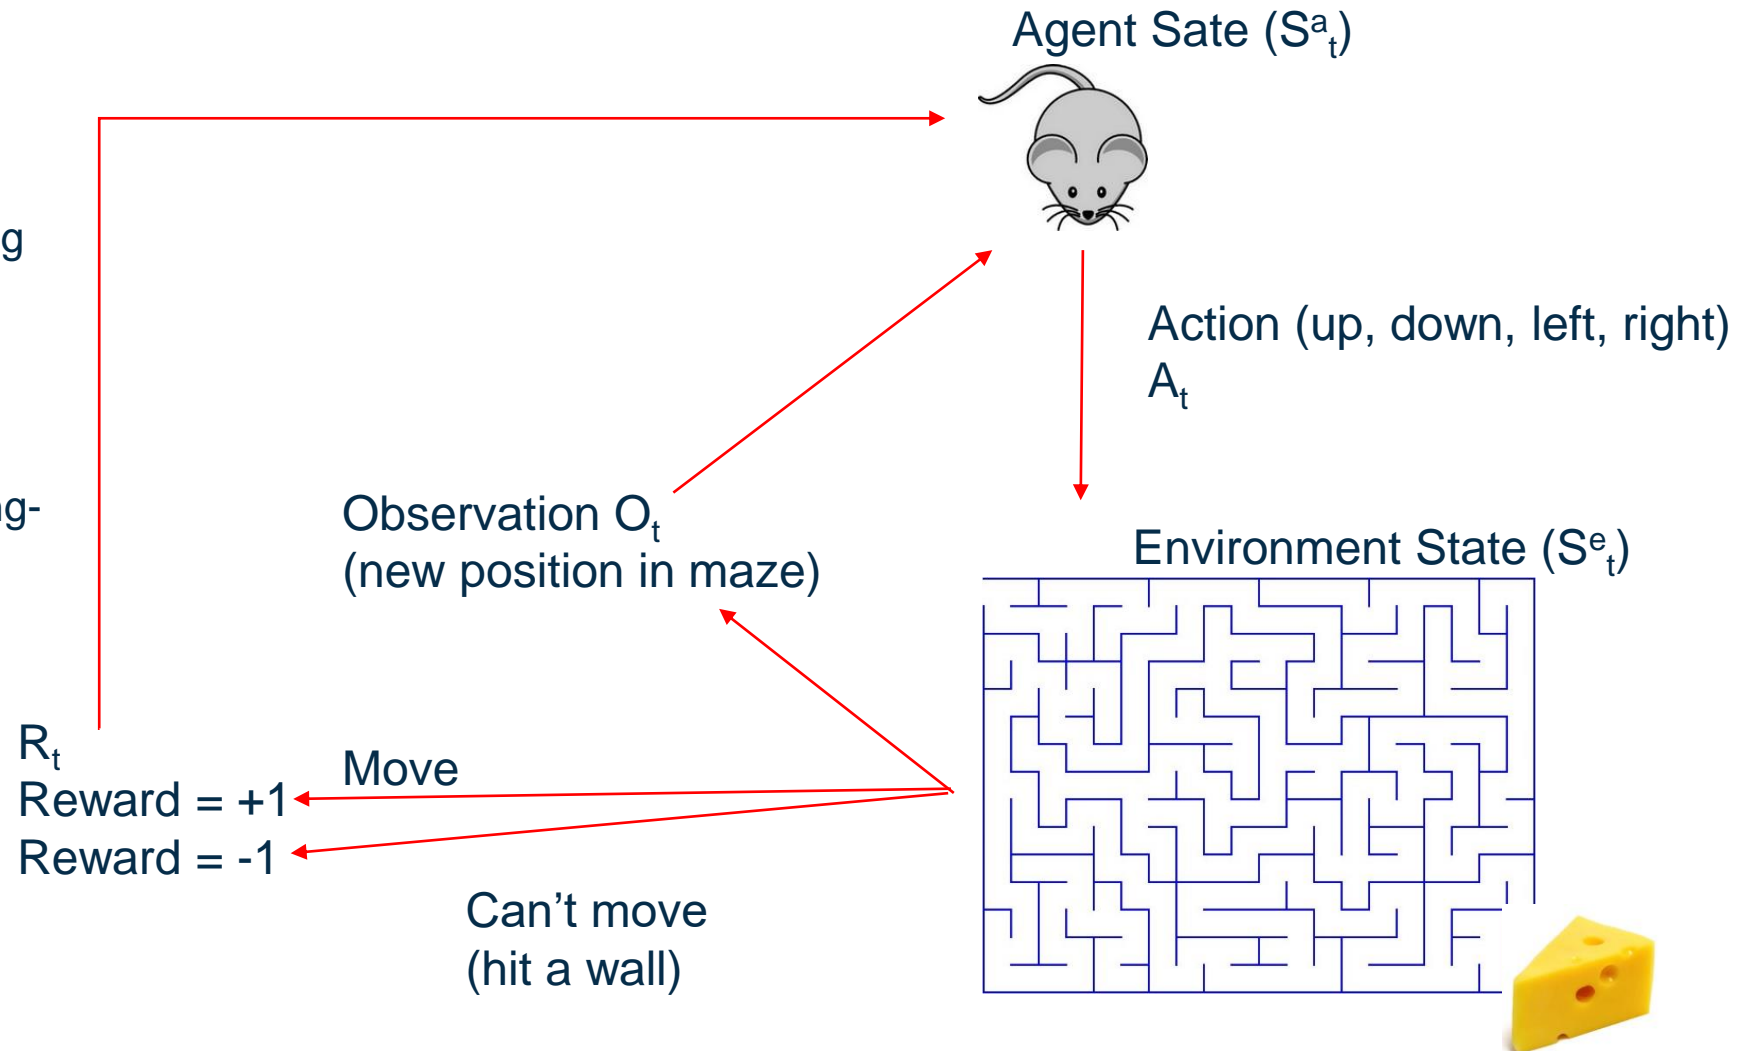 Agent Sate (Sᵃₜ)
g
Action (up, down, left, right)
Aₜ
g-
Observation Oₜ
(new position in maze)
Environment State (Sᵉₜ)
Rₜ
Move
Reward = +1
Reward = -1
Can't move
(hit a wall)